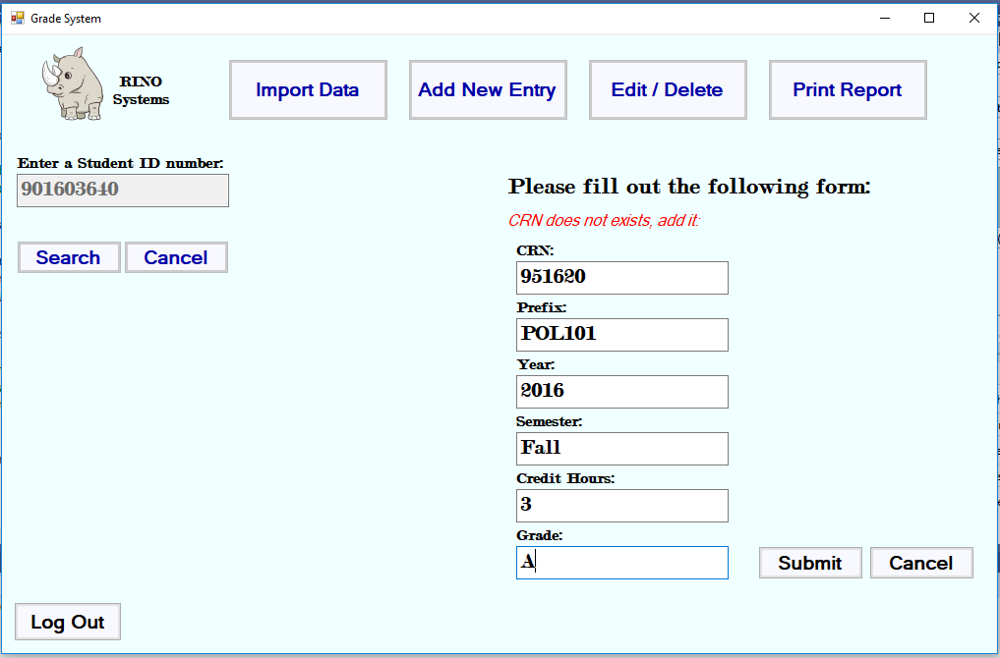 Grade System
RINO
Systems
Import Data
Add New Entry
Edit / Delete
Print Report
Enter a Student ID number:
901603640
Search
Cancel
Please fill out the following form:
CRN does not exists, add it:
CRN:
951620
Prefix:
POL101
Year:
2016
Semester:
Fall
Credit Hours:
3
Grade:
A
Submit
Cancel
Log Out